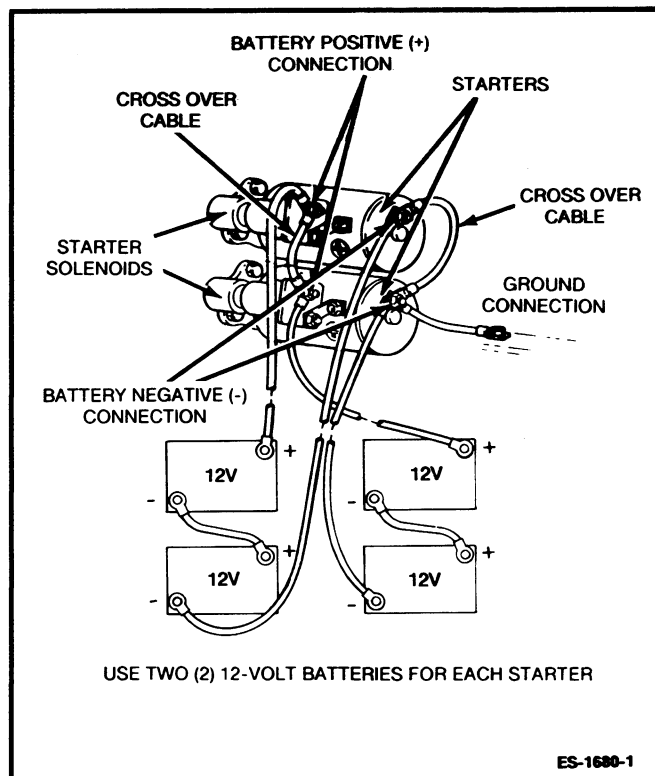 BATTERY POSITIVE (+)
CONNECTION
STARTERS
CROSS OVER
CABLE
CROSS OVER
CABLE
STARTER
SOLENOIDS
GROUND
CONNECTION
BATTERY NEGATIVE (-)
CONNECTION
+
12V
-
+
12V
-
+
12V
-
+
12V
-
USE TWO (2) 12-VOLT BATTERIES FOR EACH STARTER
ES-1680-1